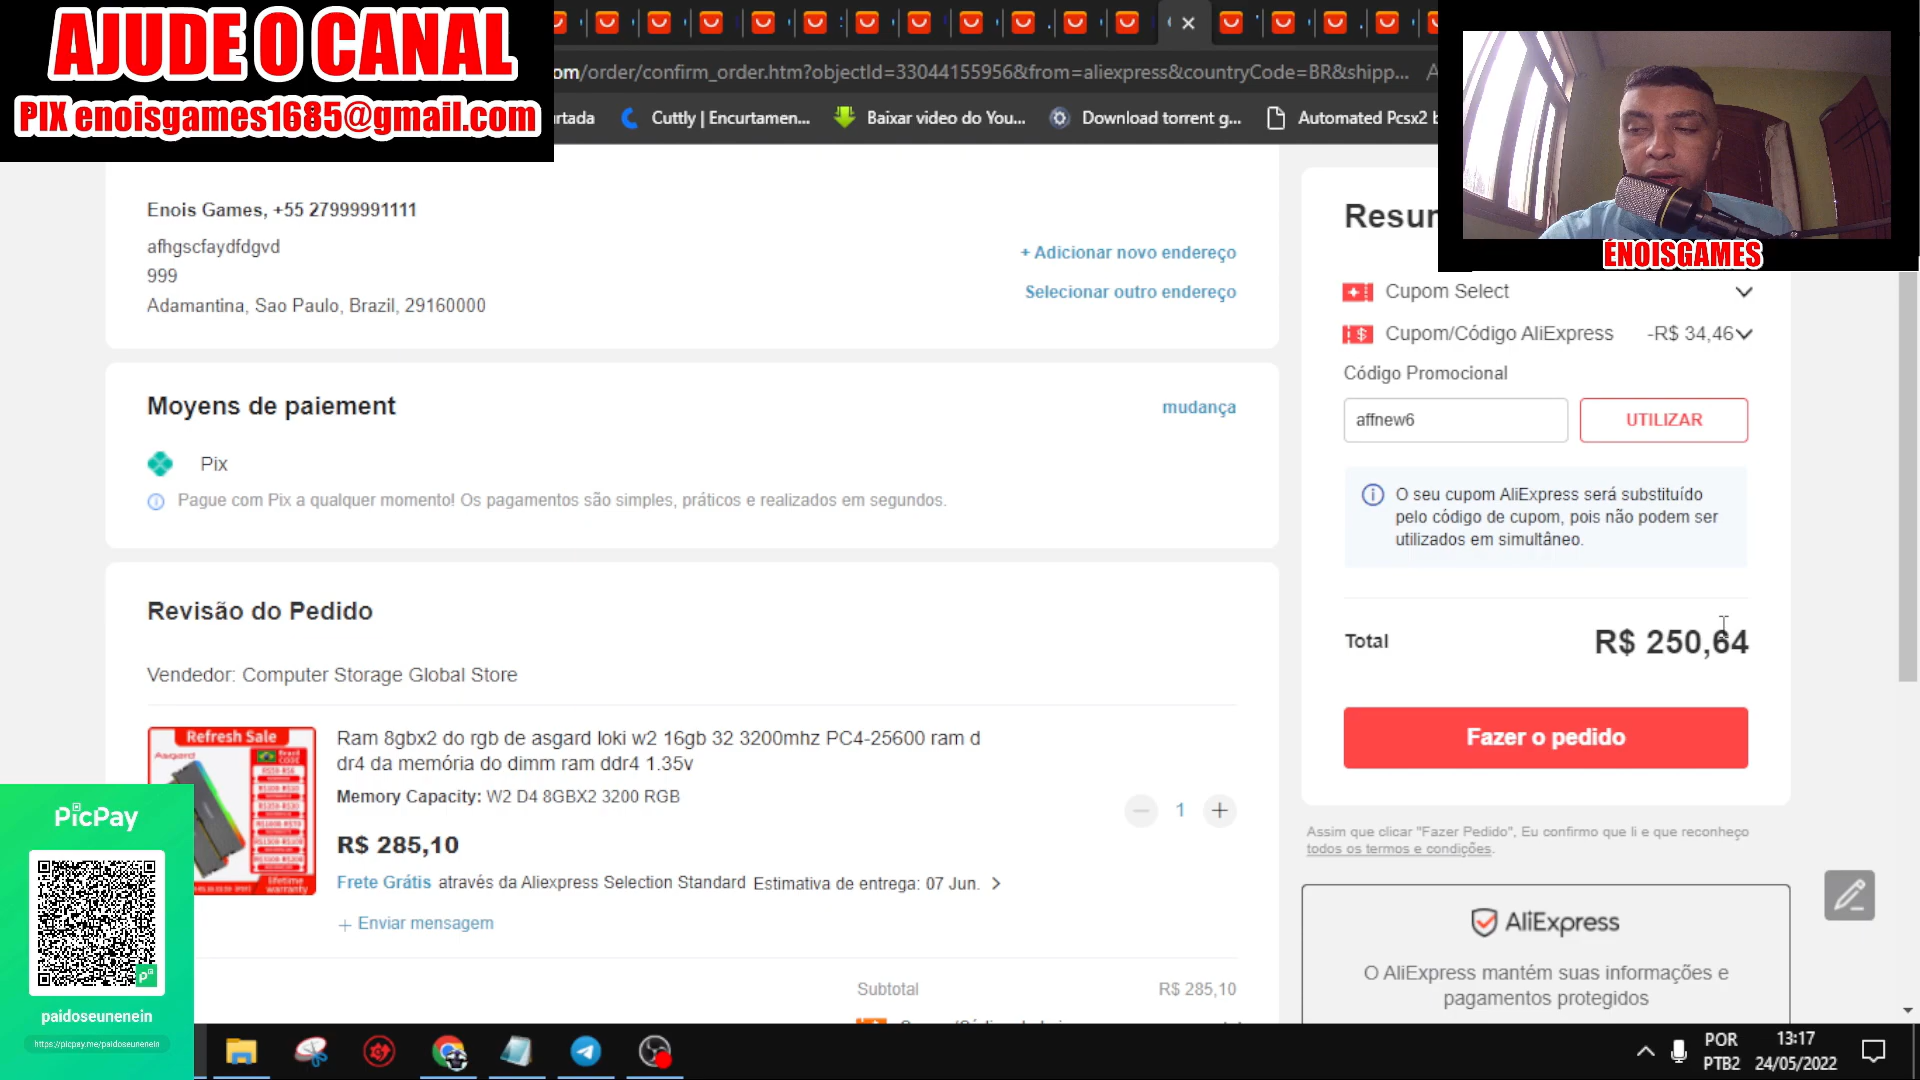 AJUDE O CANAL
PIX enoisgames1685@gmail.com
om/order/confirm_order.htm?objectId=33044155956&from=aliexpress&countryCode=BR&shipp...
rtada
Cuttly | Encurtamen...
Baixar video do You...
Download torrent g...
Automated Pcsx2 b
ENOISGAMES
Enois Games, +55 27999991111
afhgscfaydfdgvd
999
Adamantina, Sao Paulo, Brazil, 29160000
+ Adicionar novo endereço
Selecionar outro endereço
Moyens de paiement
mudança
Pix
Pague com Pix a qualquer momento! Os pagamentos são simples, práticos e realizados em segundos.
Revisão do Pedido
Vendedor: Computer Storage Global Store
Refresh Sale
Asgard
lifetime
warranty
Ram 8gbx2 do rgb de asgard loki w2 16gb 32 3200mhz PC4-25600 ram d
dr4 da memória do dimm ram ddr4 1.35v
Memory Capacity: W2 D4 8GBX2 3200 RGB
1
R$ 285,10
Frete Grátis através da Aliexpress Selection Standard Estimativa de entrega: 07 Jun.
+ Enviar mensagem
Subtotal
R$ 285,10
Resu
Cupom Select
Cupom/Código AliExpress -R$ 34,46
Código Promocional
affnew6
UTILIZAR
O seu cupom AliExpress será substituído
pelo código de cupom, pois não podem ser
utilizados em simultâneo.
Total
R$ 250,64
Fazer o pedido
Assim que clicar "Fazer Pedido", Eu confirmo que li e que reconheço
todos os termos e condições.
AliExpress
O AliExpress mantém suas informações e
pagamentos protegidos
PicPay
paidoseunenein
https://picpay.me/paidoseunenein
POR
PTB2
13:17
24/05/2022